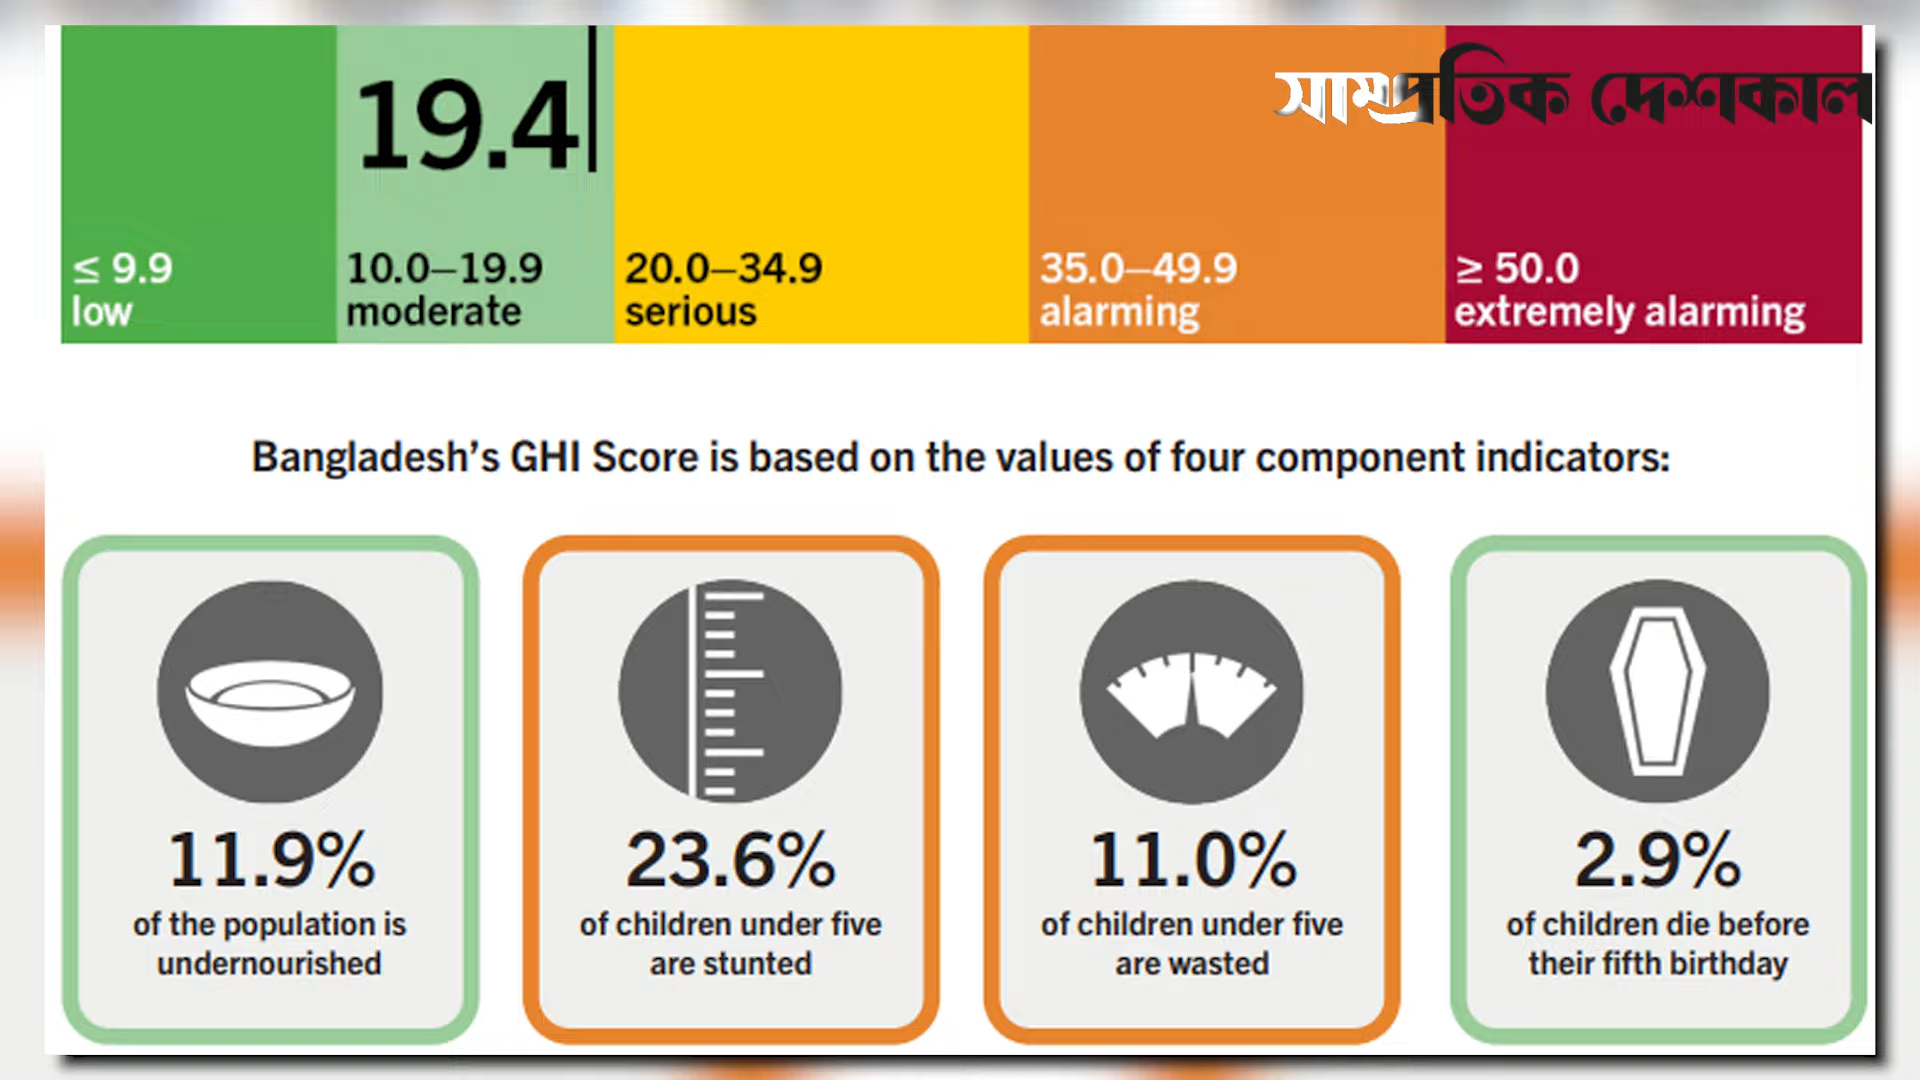 সাম্প্রতিক দেশকাল
19.4
≤ 9.9
low
10.0–19.9
moderate
20.0–34.9
serious
35.0–49.9
alarming
≥ 50.0
extremely alarming
Bangladesh’s GHI Score is based on the values of four component indicators:
11.9%
of the population is
undernourished
23.6%
of children under five
are stunted
11.0%
of children under five
are wasted
2.9%
of children die before
their fifth birthday